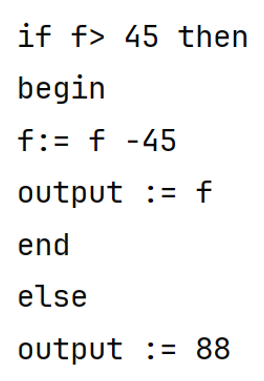 if f> 45 then
begin
f:= f -45
output := f
end
else
output := 88